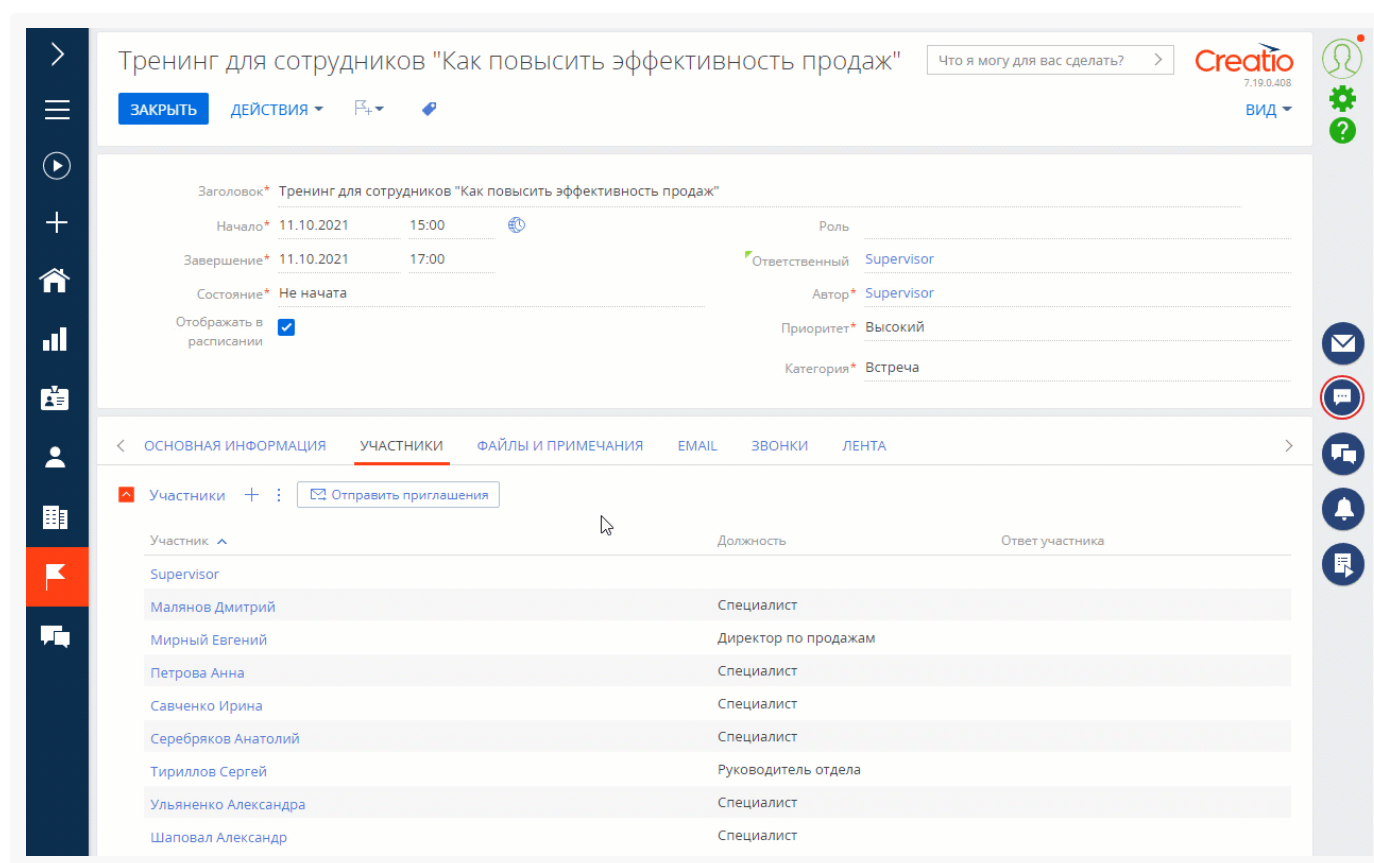 Тренинг для сотрудников "Как повысить эффективность продаж"
Что я могу для вас сделать?
Creatio
7.19.0.408
ЗАКРЫТЬ ДЕЙСТВИЯ ВИД
Заголовок* Тренинг для сотрудников "Как повысить эффективность продаж"
Начало* 11.10.2021 15:00 Роль
Завершение* 11.10.2021 17:00 Ответственный Supervisor
Состояние* Не начата Автор* Supervisor
Отображать в
расписании
Приоритет* Высокий
Категория* Встреча
ОСНОВНАЯ ИНФОРМАЦИЯ УЧАСТНИКИ ФАЙЛЫ И ПРИМЕЧАНИЯ EMAIL ЗВОНКИ ЛЕНТА
Участники Отправить приглашения
Участник Должность Ответ участника
Supervisor
Малянов Дмитрий Специалист
Мирный Евгений Директор по продажам
Петрова Анна Специалист
Савченко Ирина Специалист
Серебряков Анатолий Специалист
Тириллов Сергей Руководитель отдела
Ульяненко Александра Специалист
Шаповал Александр Специалист